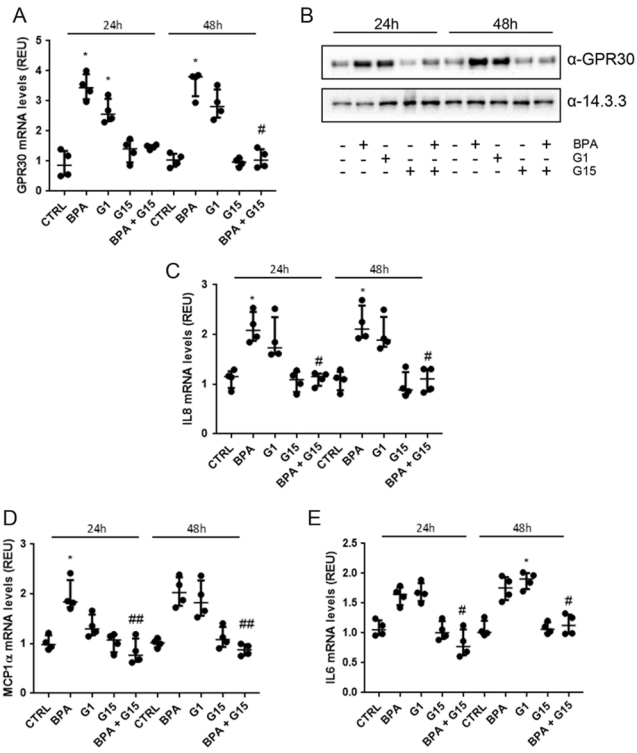 A
24h 48h
GPR30 mRNA levels (REU)
5
4
3
2
1
0
*
*
*
#
CTRL BPA G1 G15 BPA + G15 CTRL BPA G1 G15 BPA + G15
B
24h 48h
α-GPR30
α-14.3.3
- + - - + - + - - + BPA
- - + - - - - + - - G1
- - - + + - - - + + G15
C
24h 48h
IL8 mRNA levels (REU)
3
2
1
0
*
#
*
#
CTRL BPA G1 G15 BPA + G15 CTRL BPA G1 G15 BPA + G15
D
24h 48h
MCP1α mRNA levels (REU)
3
2
1
0
*
##
##
CTRL BPA G1 G15 BPA + G15 CTRL BPA G1 G15 BPA + G15
E
24h 48h
IL6 mRNA levels (REU)
2.5
2.0
1.5
1.0
0.5
0.0
#
*
#
CTRL BPA G1 G15 BPA + G15 CTRL BPA G1 G15 BPA + G15